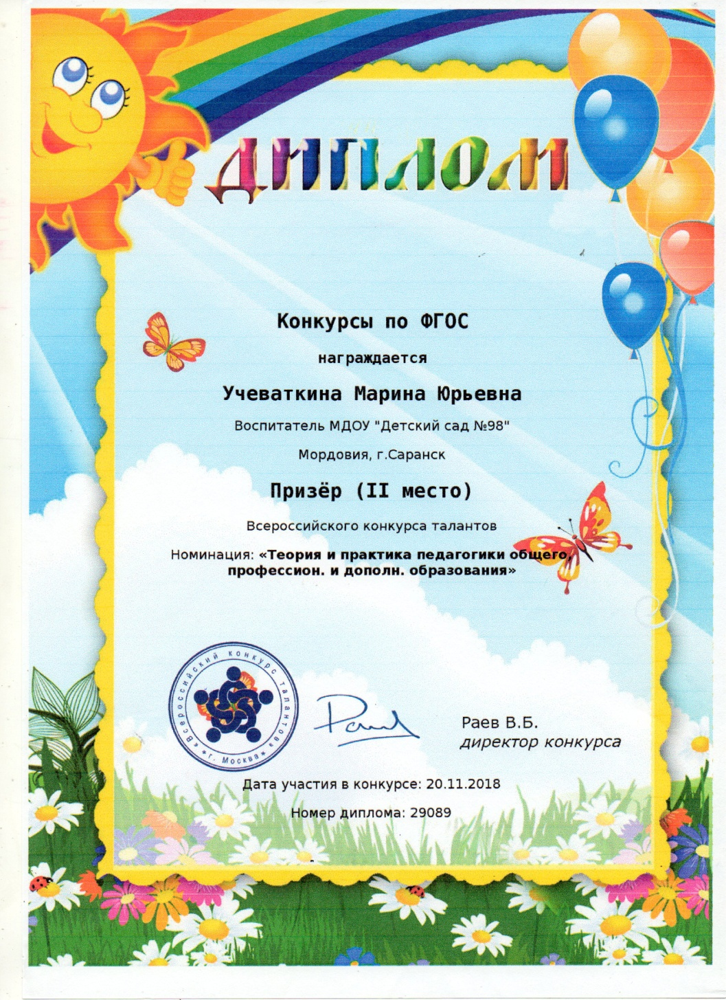 ДИПЛОМ
Конкурсы по ФГОС
награждается
Учеваткина Марина Юрьевна
Воспитатель МДОУ "Детский сад №98"
Мордовия, г.Саранск
Призёр (II место)
Всероссийского конкурса талантов
Номинация: «Теория и практика педагогики общего,
профессион. и дополн. образования»
«Всероссийский конкурс талантов»
* г. Москва *
Раев В.Б.
директор конкурса
Дата участия в конкурсе: 20.11.2018
Номер диплома: 29089